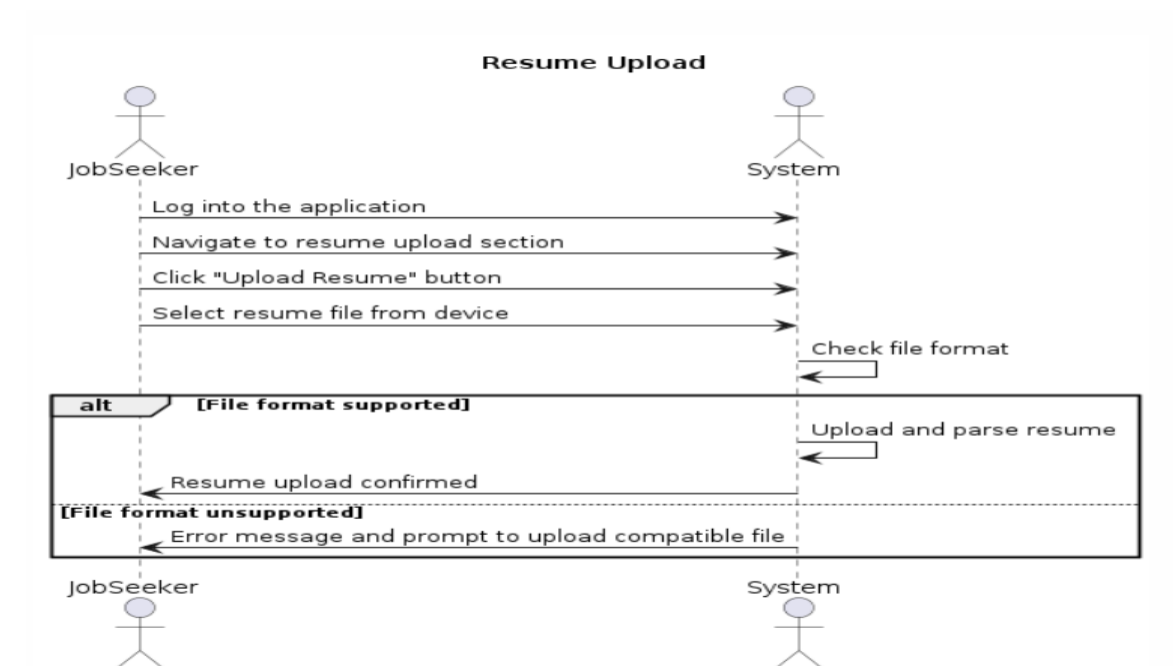 Resume Upload
JobSeeker
System
Log into the application
Navigate to resume upload section
Click "Upload Resume" button
Select resume file from device
Check file format
alt
[File format supported]
Upload and parse resume
Resume upload confirmed
[File format unsupported]
Error message and prompt to upload compatible file
JobSeeker
System